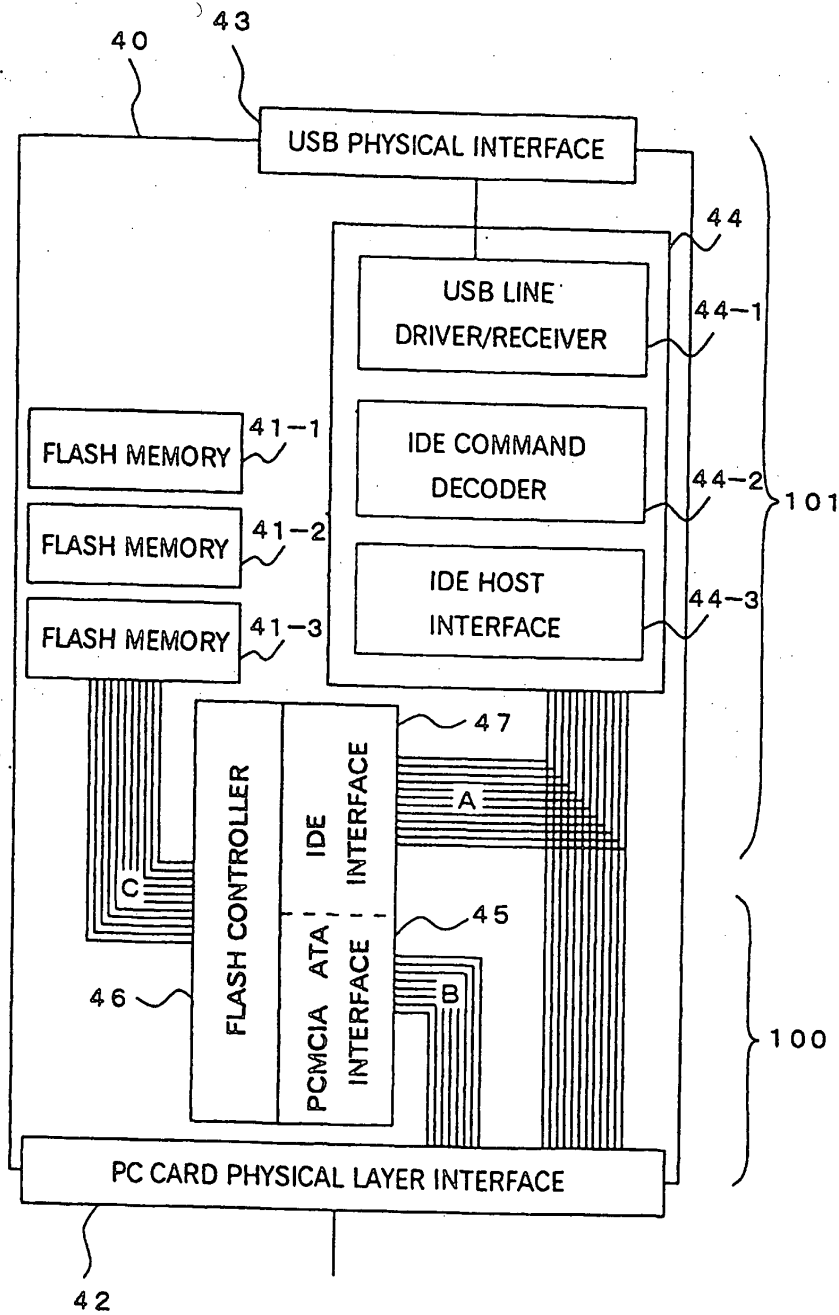 43
40
USB PHYSICAL INTERFACE
44
USB LINE
DRIVER/RECEIVER
44-1
FLASH MEMORY
41-1
IDE COMMAND
DECODER
44-2
101
FLASH MEMORY
41-2
IDE HOST
INTERFACE
44-3
FLASH MEMORY
41-3
47
FLASH CONTROLLER
IDE
INTERFACE
A
C
45
PCMCIA ATA
INTERFACE
46
B
100
PC CARD PHYSICAL LAYER INTERFACE
42